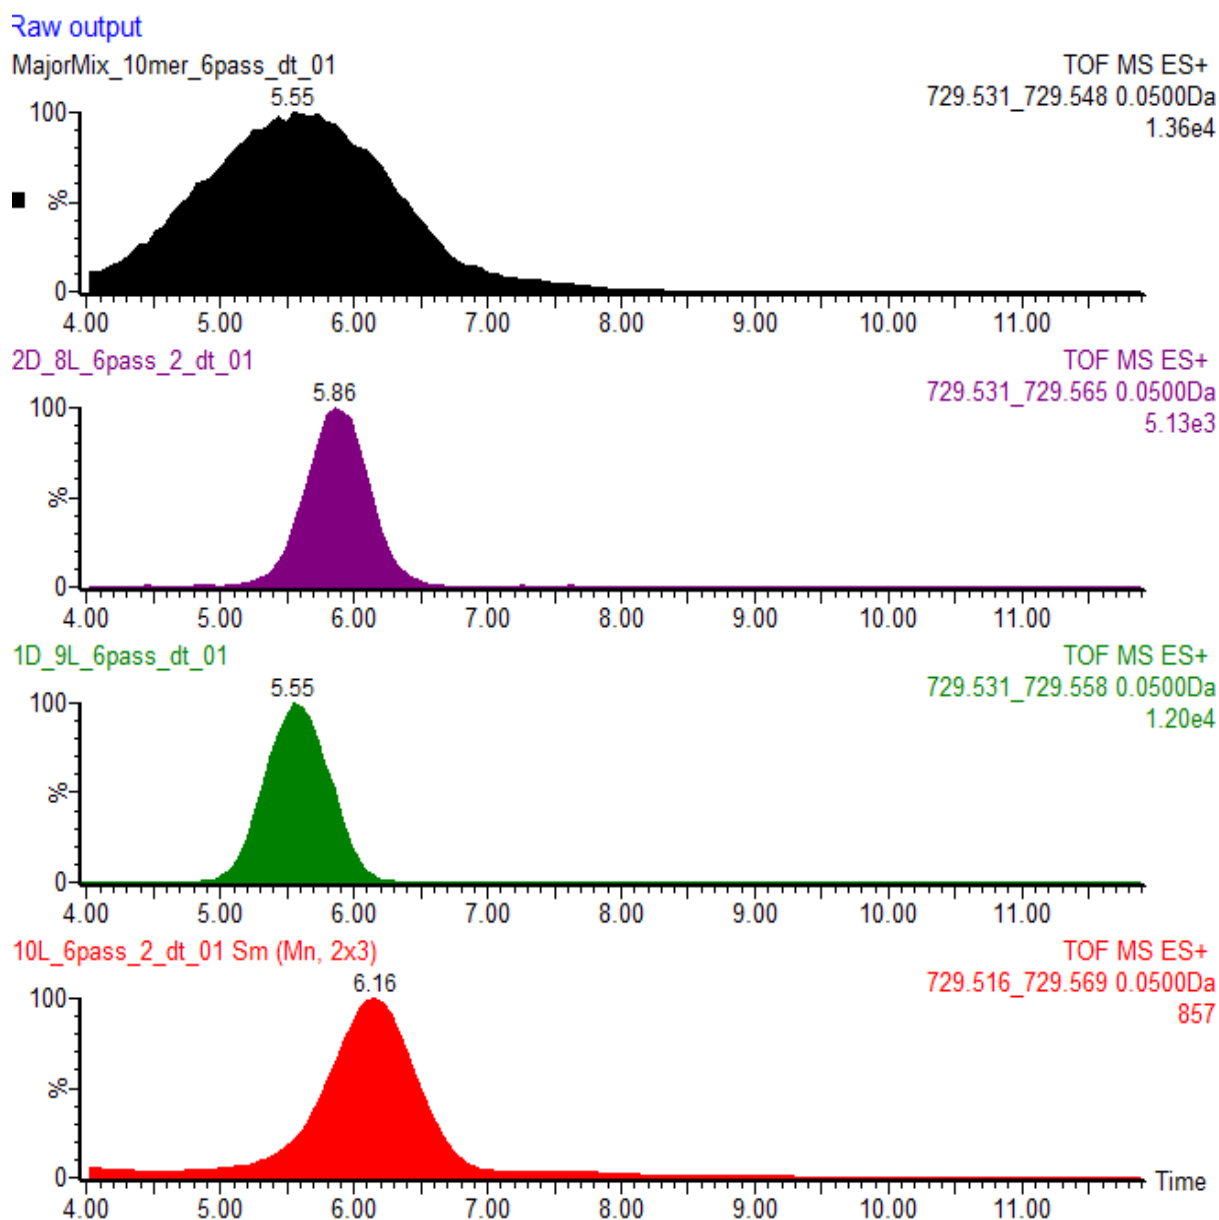 Raw output
MajorMix_10mer_6pass_dt_01
TOF MS ES+
729.531_729.548 0.0500Da
1.36e4
5.55
100
%
0
4.00 5.00 6.00 7.00 8.00 9.00 10.00 11.00
2D_8L_6pass_2_dt_01
TOF MS ES+
729.531_729.565 0.0500Da
5.13e3
5.86
100
%
0
4.00 5.00 6.00 7.00 8.00 9.00 10.00 11.00
1D_9L_6pass_dt_01
TOF MS ES+
729.531_729.558 0.0500Da
1.20e4
5.55
100
%
0
4.00 5.00 6.00 7.00 8.00 9.00 10.00 11.00
10L_6pass_2_dt_01 Sm (Mn, 2x3)
TOF MS ES+
729.516_729.569 0.0500Da
857
6.16
100
%
0
Time
4.00 5.00 6.00 7.00 8.00 9.00 10.00 11.00